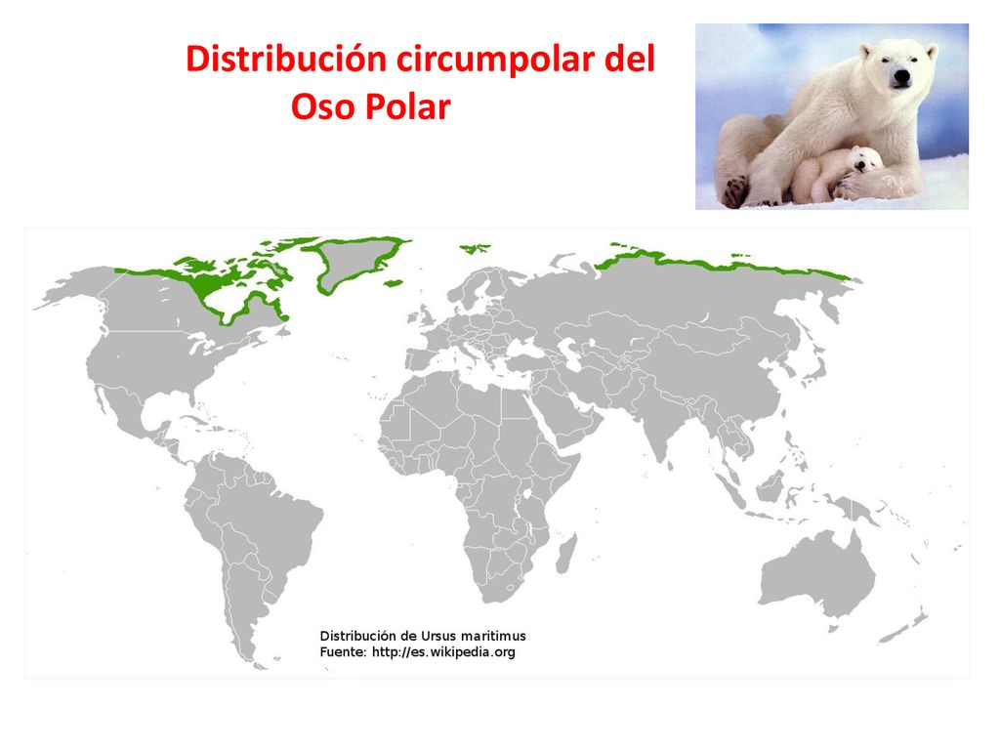 Distribución circumpolar del
Oso Polar
Distribución de Ursus maritimus
Fuente: http://es.wikipedia.org